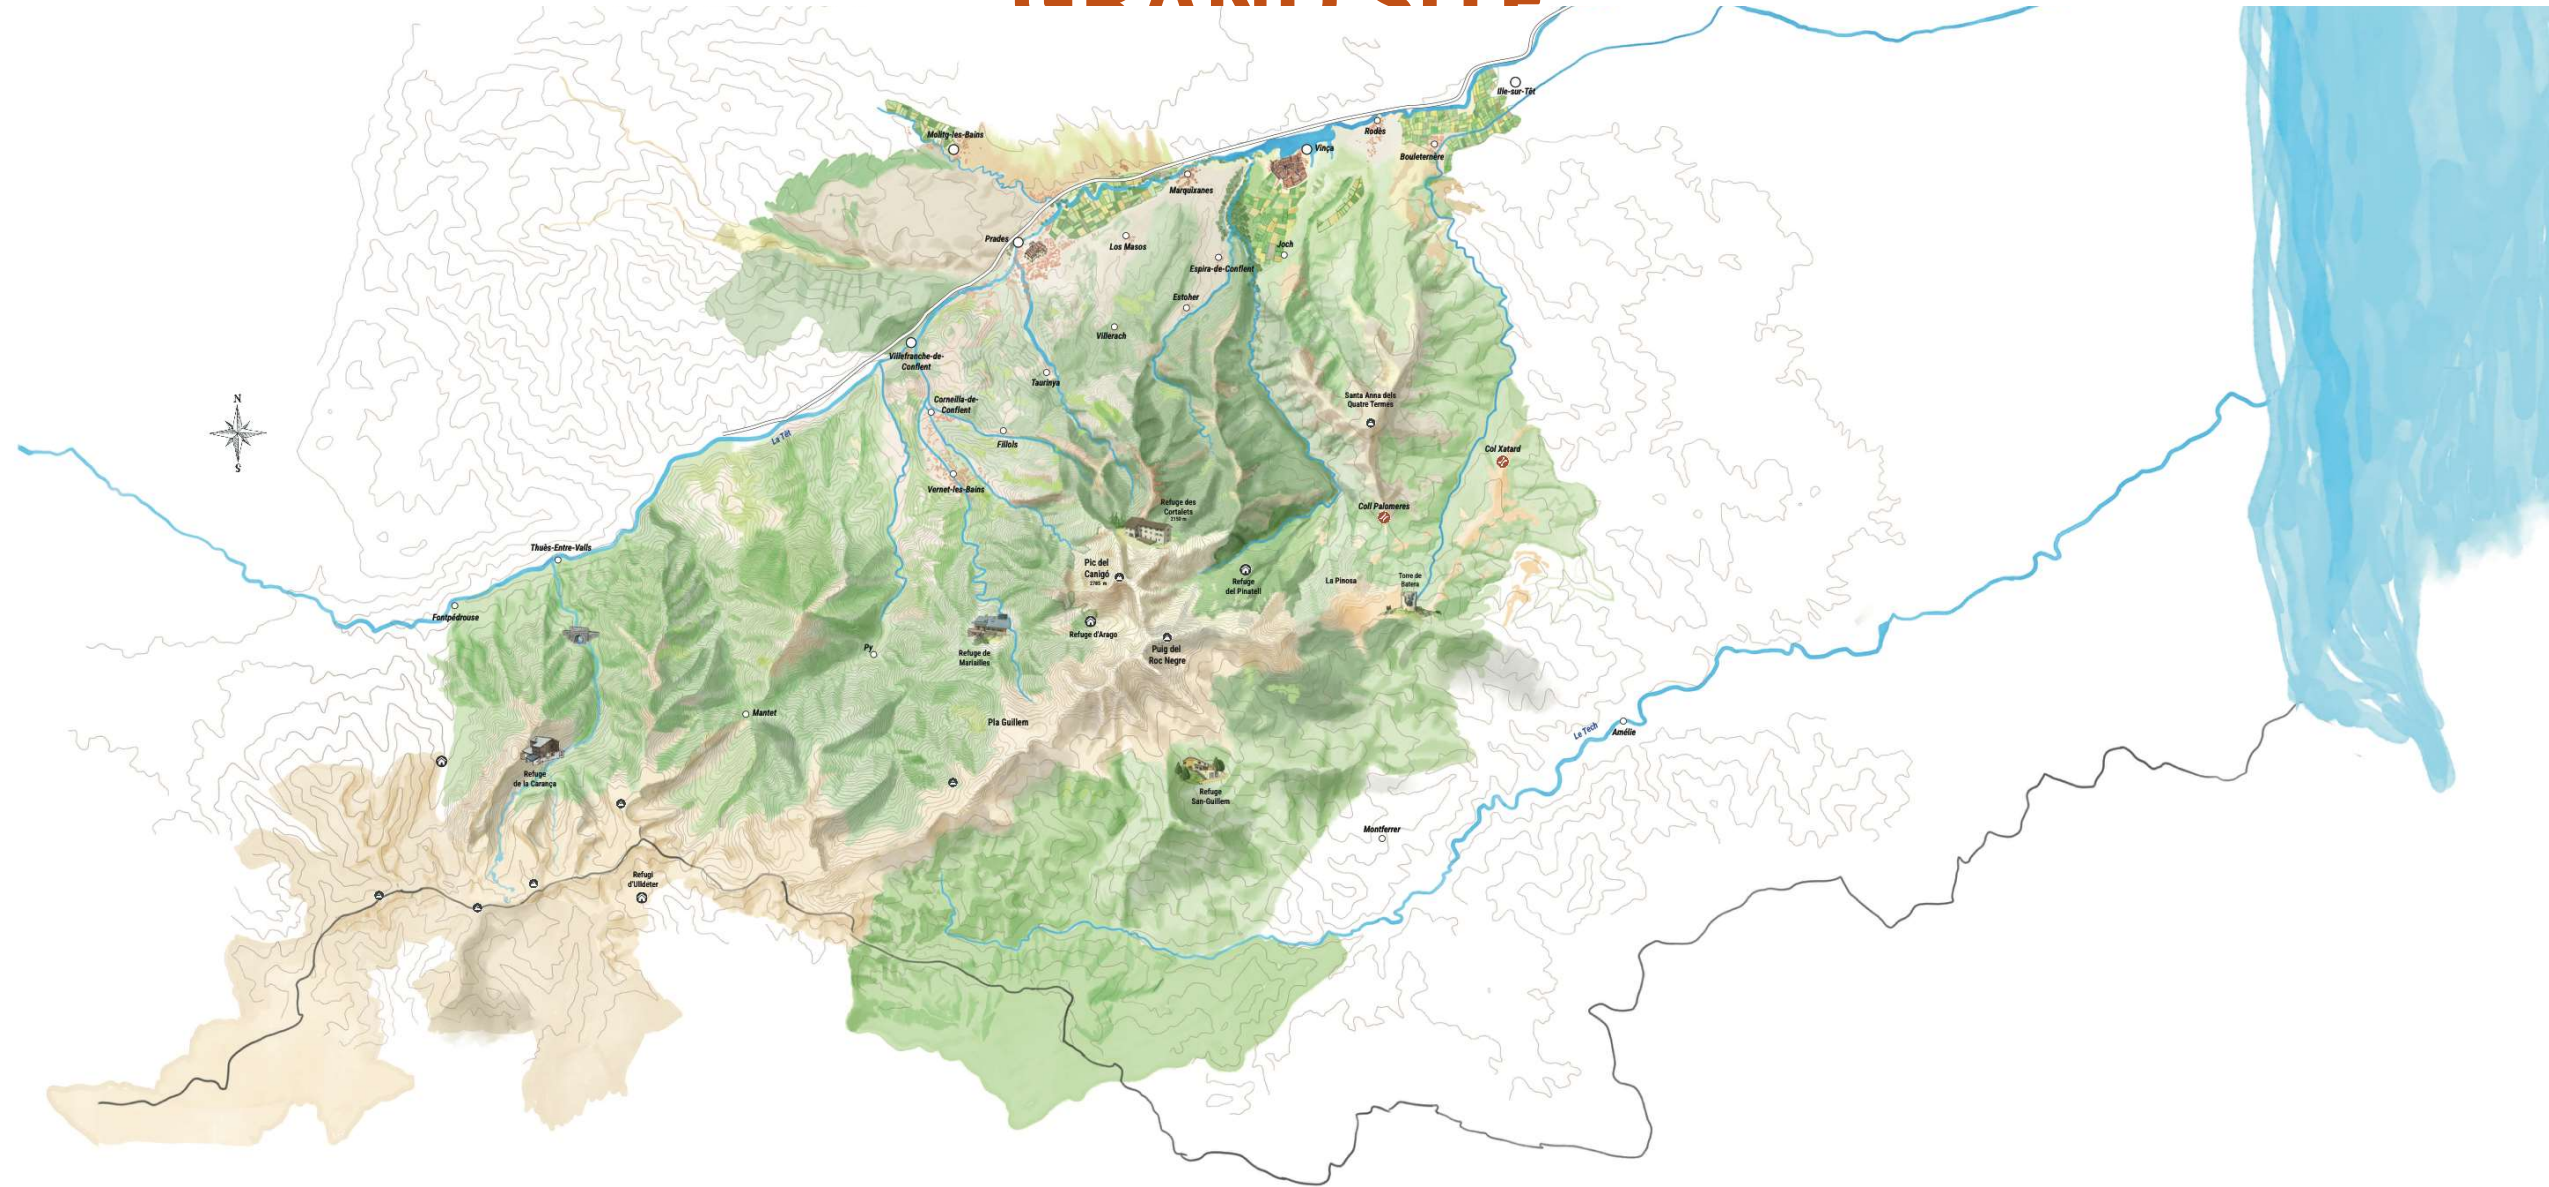 GRAND SITE
Ille-sur-Têt
Molitg-les-Bains
Rodès
Vinça
Bouleternère
Marquixanes
Prades
Los Masos
Joch
Espira-de-Conflent
Estoher
Villerach
Villefranche-de-
Conflent
Taurinya
Santa Anna dels
Quatre Termes
Corneilla-de-
Conflent
N
S
La Têt
Fillols
Col Xatard
Vernet-les-Bains
Refuge des
Cortalets
2150 m
Coll Palomeres
Thuès-Entre-Valls
Pic del
Canigó
2785 m
Refuge
del Pinatell
La Pinosa
Torre de
Batera
Fontpédrouse
Refuge d'Arago
Py
Refuge de
Mariailles
Puig del
Roc Negre
Mantet
Pla Guillem
Le Tech
Amélie
Refuge
de la Carança
Refuge
San-Guillem
Montferrer
Refugi
d'Ulldeter